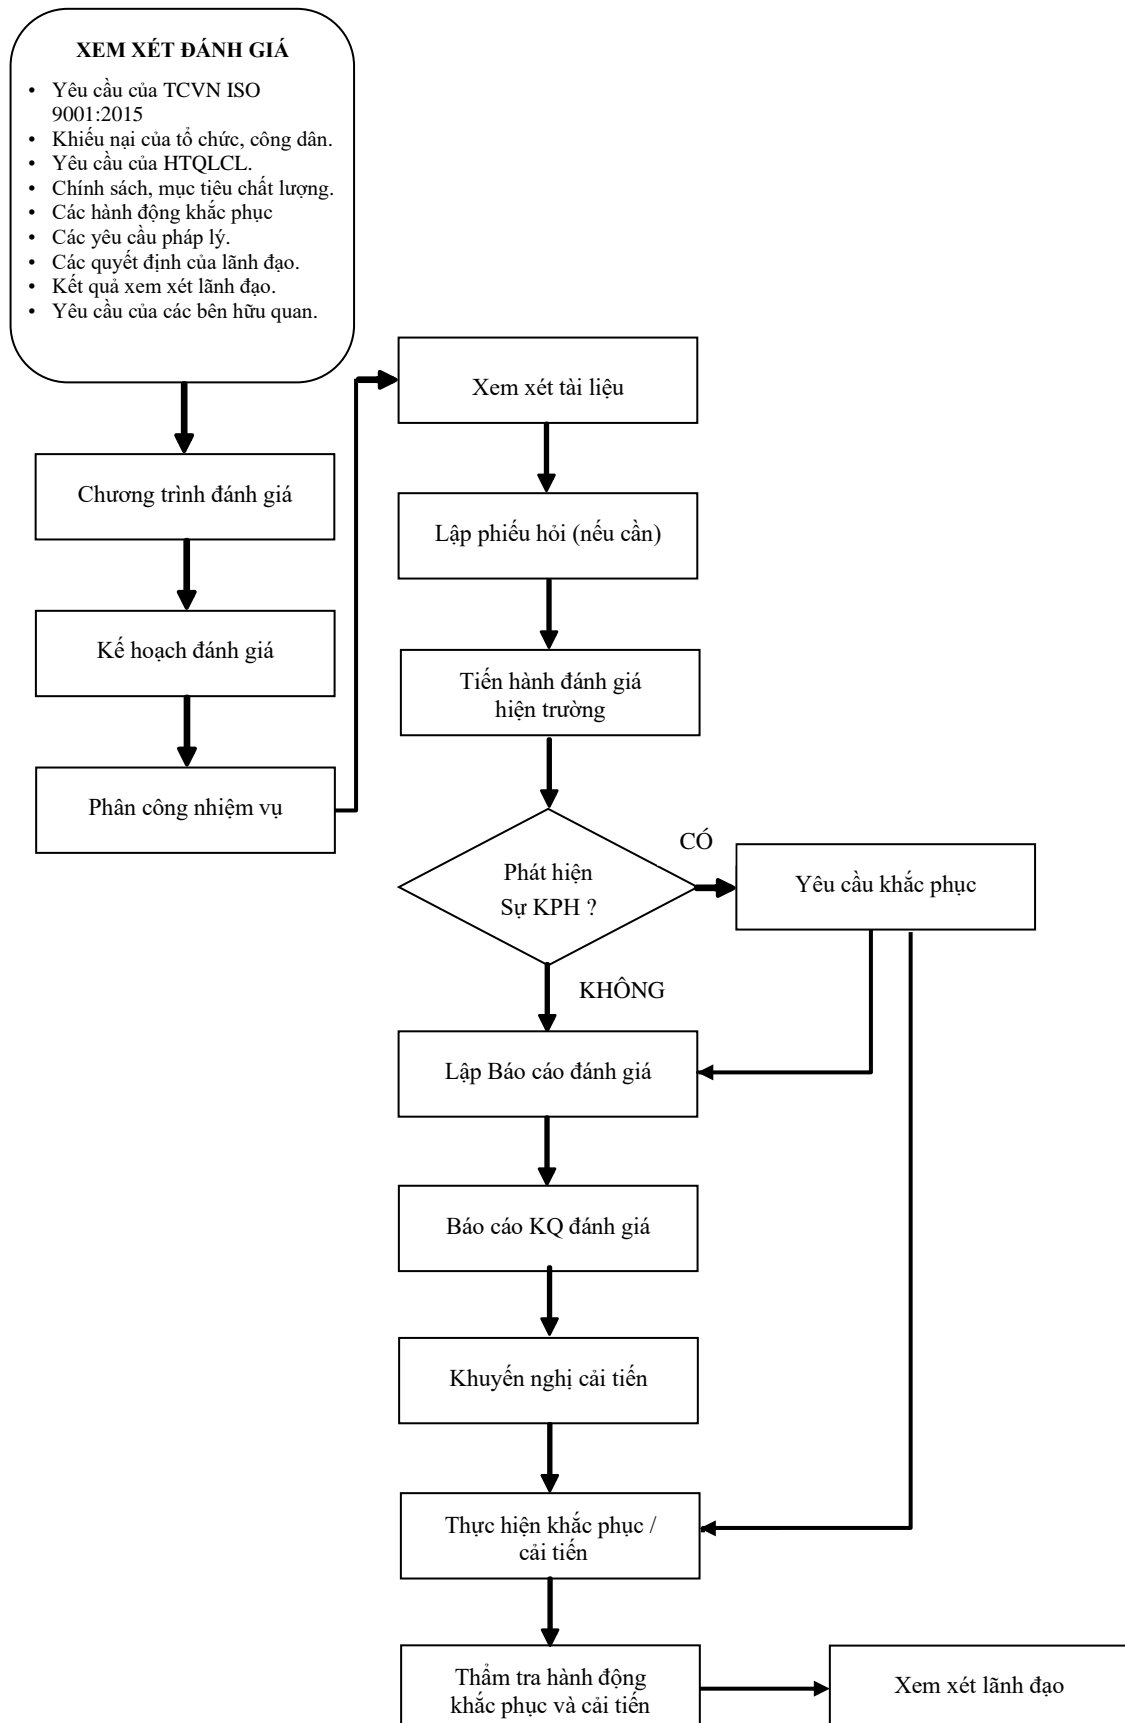 XEM XÉT ĐÁNH GIÁ
• Yêu cầu của TCVN ISO
9001:2015
• Khiếu nại của tổ chức, công dân.
• Yêu cầu của HTQLCL.
• Chính sách, mục tiêu chất lượng.
• Các hành động khắc phục
• Các yêu cầu pháp lý.
• Các quyết định của lãnh đạo.
• Kết quả xem xét lãnh đạo.
• Yêu cầu của các bên hữu quan.
Chương trình đánh giá
Kế hoạch đánh giá
Phân công nhiệm vụ
Xem xét tài liệu
Lập phiếu hỏi (nếu cần)
Tiến hành đánh giá
hiện trường
Phát hiện
Sự KPH ?
CÓ
Yêu cầu khắc phục
KHÔNG
Lập Báo cáo đánh giá
Báo cáo KQ đánh giá
Khuyến nghị cải tiến
Thực hiện khắc phục /
cải tiến
Thẩm tra hành động
khắc phục và cải tiến
Xem xét lãnh đạo